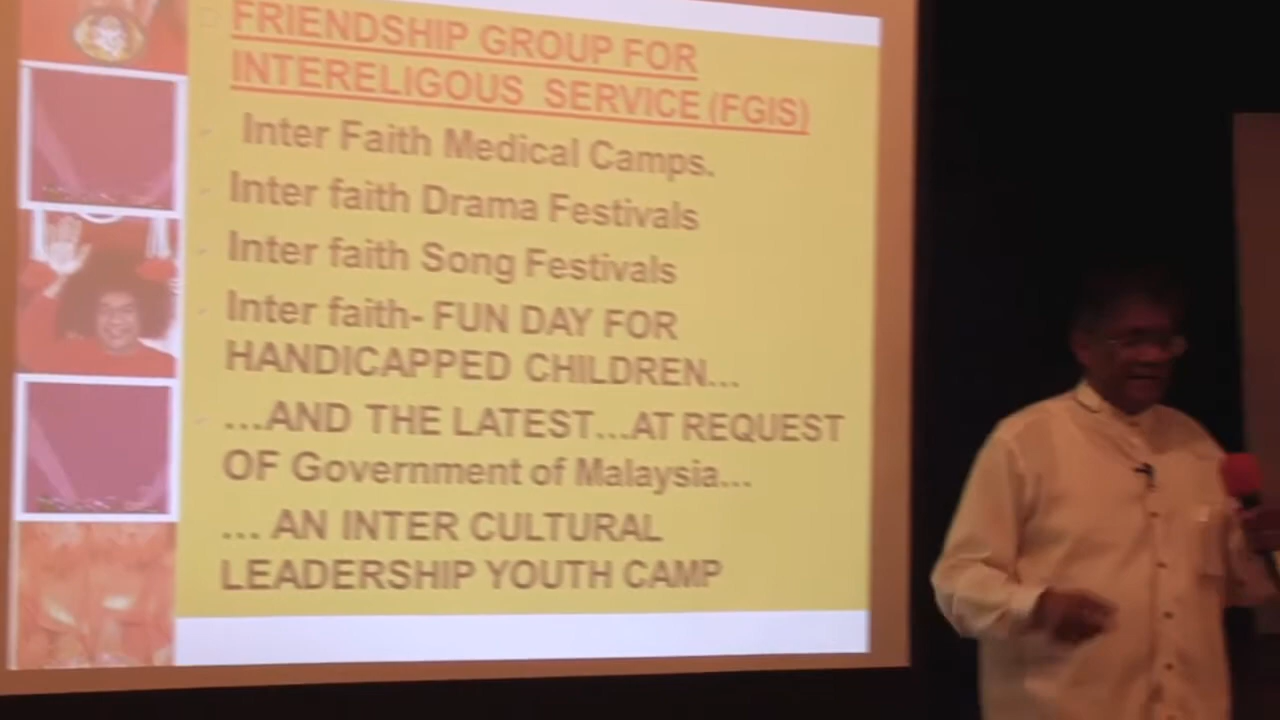 FRIENDSHIP GROUP FOR
INTERELIGOUS SERVICE (FGIS)
Inter Faith Medical Camps.
Inter faith Drama Festivals
Inter faith Song Festivals
Inter faith- FUN DAY FOR
HANDICAPPED CHILDREN...
...AND THE LATEST...AT REQUEST
OF Government of Malaysia...
... AN INTER CULTURAL
LEADERSHIP YOUTH CAMP